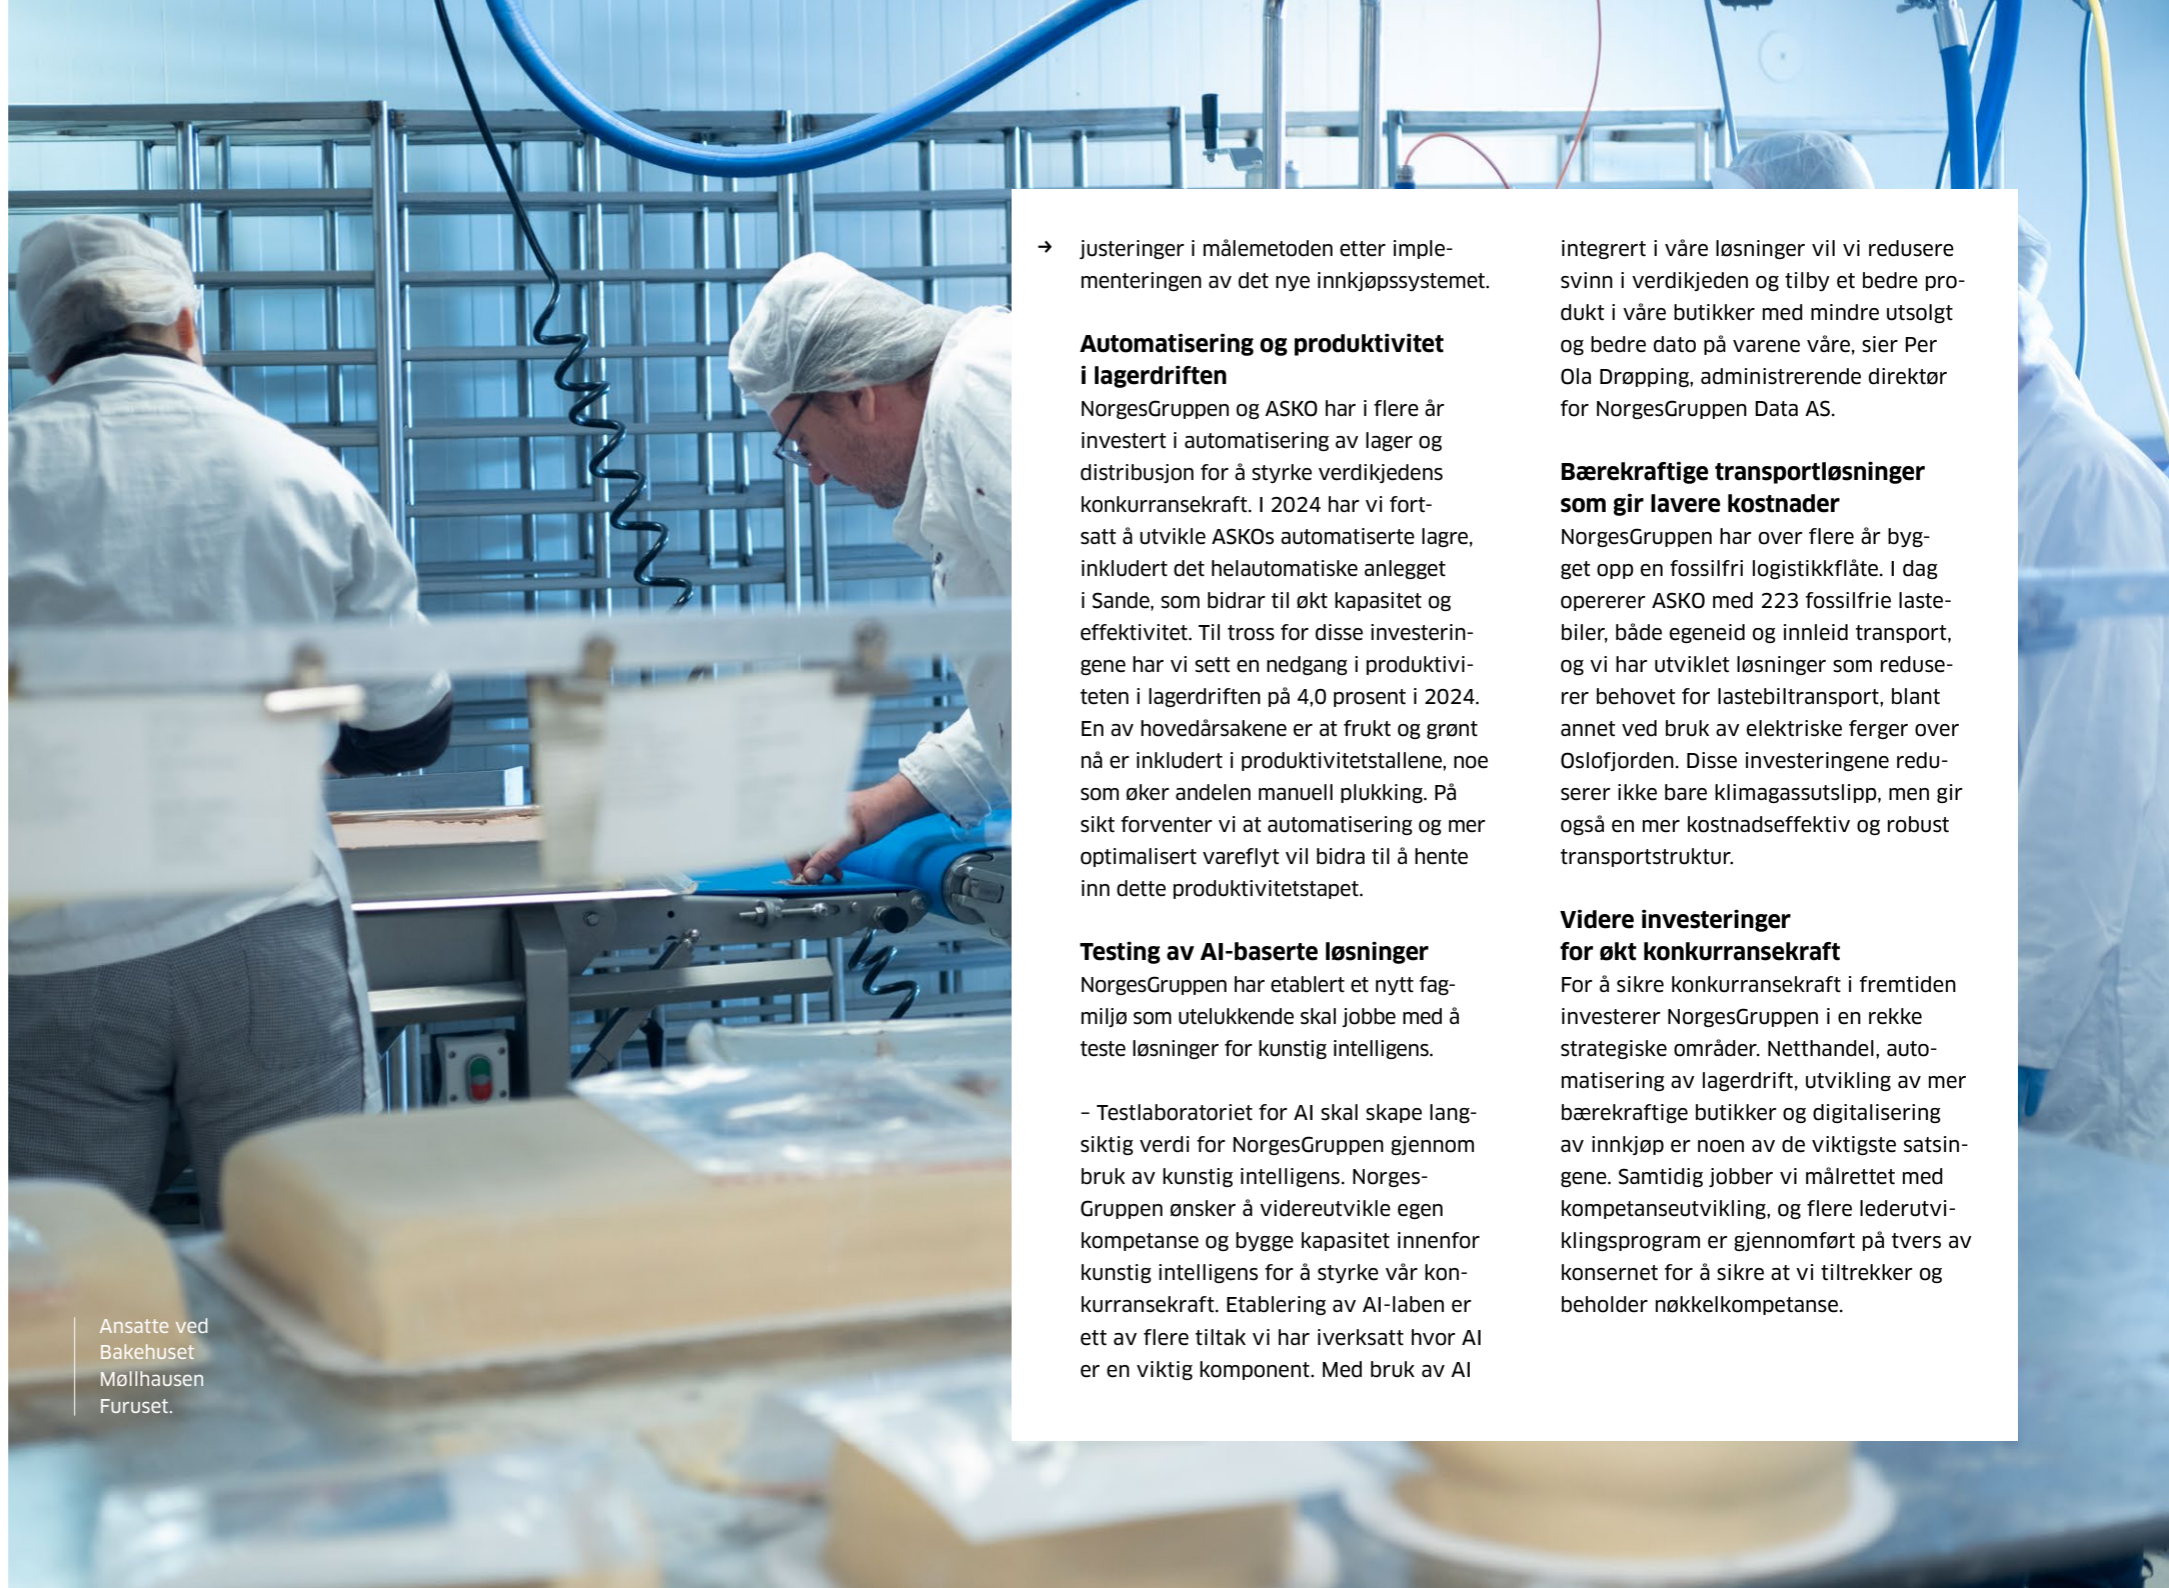 → justeringer i målemetoden etter imple-
menteringen av det nye innkjøpssystemet.
Automatisering og produktivitet
i lagerdriften
NorgesGruppen og ASKO har i flere år
investert i automatisering av lager og
distribusjon for å styrke verdikjedens
konkurransekraft. I 2024 har vi fort-
satt å utvikle ASKOs automatiserte lagre,
inkludert det helautomatiske anlegget
i Sande, som bidrar til økt kapasitet og
effektivitet. Til tross for disse investerin-
gene har vi sett en nedgang i produktivi-
teten i lagerdriften på 4,0 prosent i 2024.
En av hovedårsakene er at frukt og grønt
nå er inkludert i produktivitetstallene, noe
som øker andelen manuell plukking. På
sikt forventer vi at automatisering og mer
optimalisert vareflyt vil bidra til å hente
inn dette produktivitetstapet.
Testing av AI-baserte løsninger
NorgesGruppen har etablert et nytt fag-
miljø som utelukkende skal jobbe med å
teste løsninger for kunstig intelligens.
– Testlaboratoriet for AI skal skape lang-
siktig verdi for NorgesGruppen gjennom
bruk av kunstig intelligens. Norges-
Gruppen ønsker å videreutvikle egen
kompetanse og bygge kapasitet innenfor
kunstig intelligens for å styrke vår kon-
kurransekraft. Etablering av AI-laben er
ett av flere tiltak vi har iverksatt hvor AI
er en viktig komponent. Med bruk av AI
integrert i våre løsninger vil vi redusere
svinn i verdikjeden og tilby et bedre pro-
dukt i våre butikker med mindre utsolgt
og bedre dato på varene våre, sier Per
Ola Drøpping, administrerende direktør
for NorgesGruppen Data AS.
Bærekraftige transportløsninger
som gir lavere kostnader
NorgesGruppen har over flere år byg-
get opp en fossilfri logistikkflåte. I dag
opererer ASKO med 223 fossilfrie laste-
biler, både egeneid og innleid transport,
og vi har utviklet løsninger som reduse-
rer behovet for lastebiltransport, blant
annet ved bruk av elektriske ferger over
Oslofjorden. Disse investeringene redu-
serer ikke bare klimagassutslipp, men gir
også en mer kostnadseffektiv og robust
transportstruktur.
Videre investeringer
for økt konkurransekraft
For å sikre konkurransekraft i fremtiden
investerer NorgesGruppen i en rekke
strategiske områder. Netthandel, auto-
matisering av lagerdrift, utvikling av mer
bærekraftige butikker og digitalisering
av innkjøp er noen av de viktigste satsin-
gene. Samtidig jobber vi målrettet med
kompetanseutvikling, og flere lederutvi-
klingsprogram er gjennomført på tvers av
konsernet for å sikre at vi tiltrekker og
beholder nøkkelkompetanse.
Ansatte ved
Bakehuset
Møllhausen
Furuset.